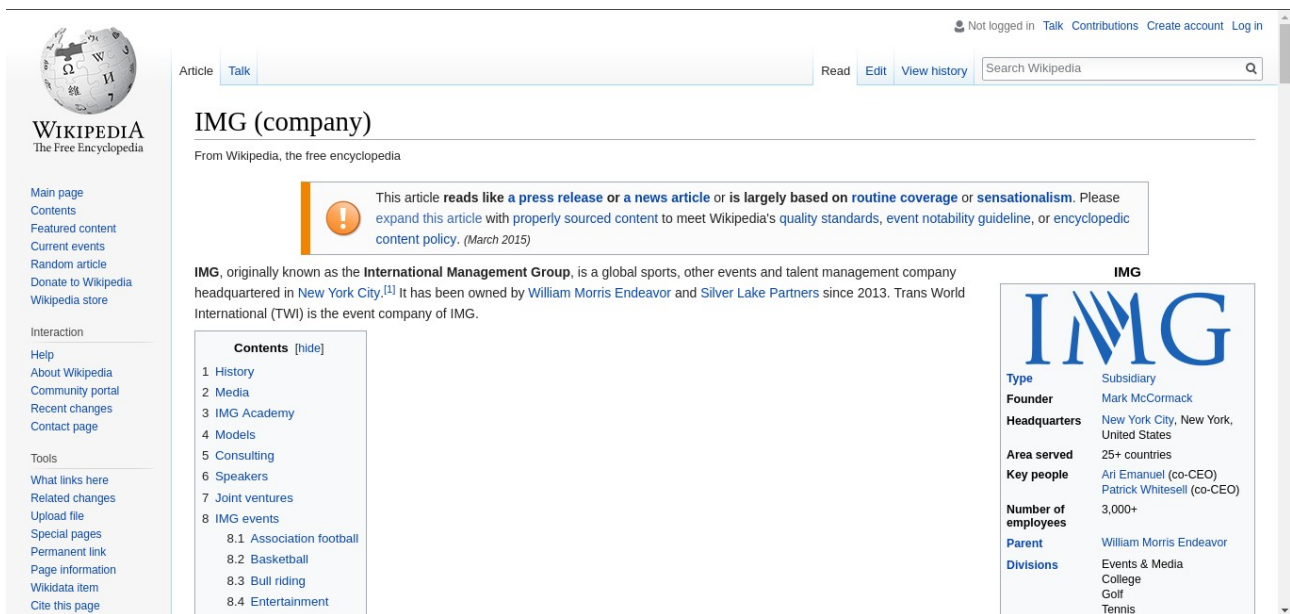 Not logged in Talk Contributions Create account Log in
Article Talk
Read Edit View history Search Wikipedia
WIKIPEDIA
The Free Encyclopedia
Main page
Contents
Featured content
Current events
Random article
Donate to Wikipedia
Wikipedia store
Interaction
Help
About Wikipedia
Community portal
Recent changes
Contact page
Tools
What links here
Related changes
Upload file
Special pages
Permanent link
Page information
Wikidata item
Cite this page
IMG (company)
From Wikipedia, the free encyclopedia
This article reads like a press release or a news article or is largely based on routine coverage or sensationalism. Please
expand this article with properly sourced content to meet Wikipedia's quality standards, event notability guideline, or encyclopedic
content policy. (March 2015)
IMG, originally known as the International Management Group, is a global sports, other events and talent management company
headquartered in New York City.[1] It has been owned by William Morris Endeavor and Silver Lake Partners since 2013. Trans World
International (TWI) is the event company of IMG.
Contents [hide]
1 History
2 Media
3 IMG Academy
4 Models
5 Consulting
6 Speakers
7 Joint ventures
8 IMG events
8.1 Association football
8.2 Basketball
8.3 Bull riding
8.4 Entertainment
IMG
IMG
Type Subsidiary
Founder Mark McCormack
Headquarters New York City, New York,
United States
Area served 25+ countries
Key people Ari Emanuel (co-CEO)
Patrick Whitesell (co-CEO)
Number of 3,000+
employees
Parent William Morris Endeavor
Divisions Events & Media
College
Golf
Tennis